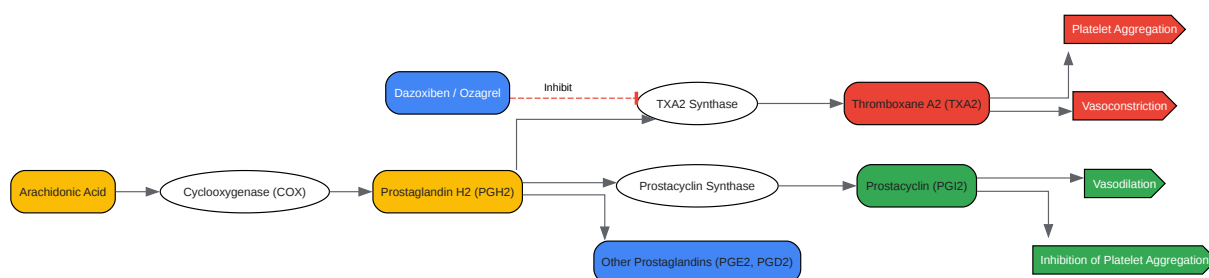 Platelet Aggregation
Dazoxiben / Ozagrel
Inhibit
TXA2 Synthase
Thromboxane A2 (TXA2)
Vasoconstriction
Arachidonic Acid
Cyclooxygenase (COX)
Prostaglandin H2 (PGH2)
Prostacyclin Synthase
Prostacyclin (PGI2)
Vasodilation
Other Prostaglandins (PGE2, PGD2)
Inhibition of Platelet Aggregation